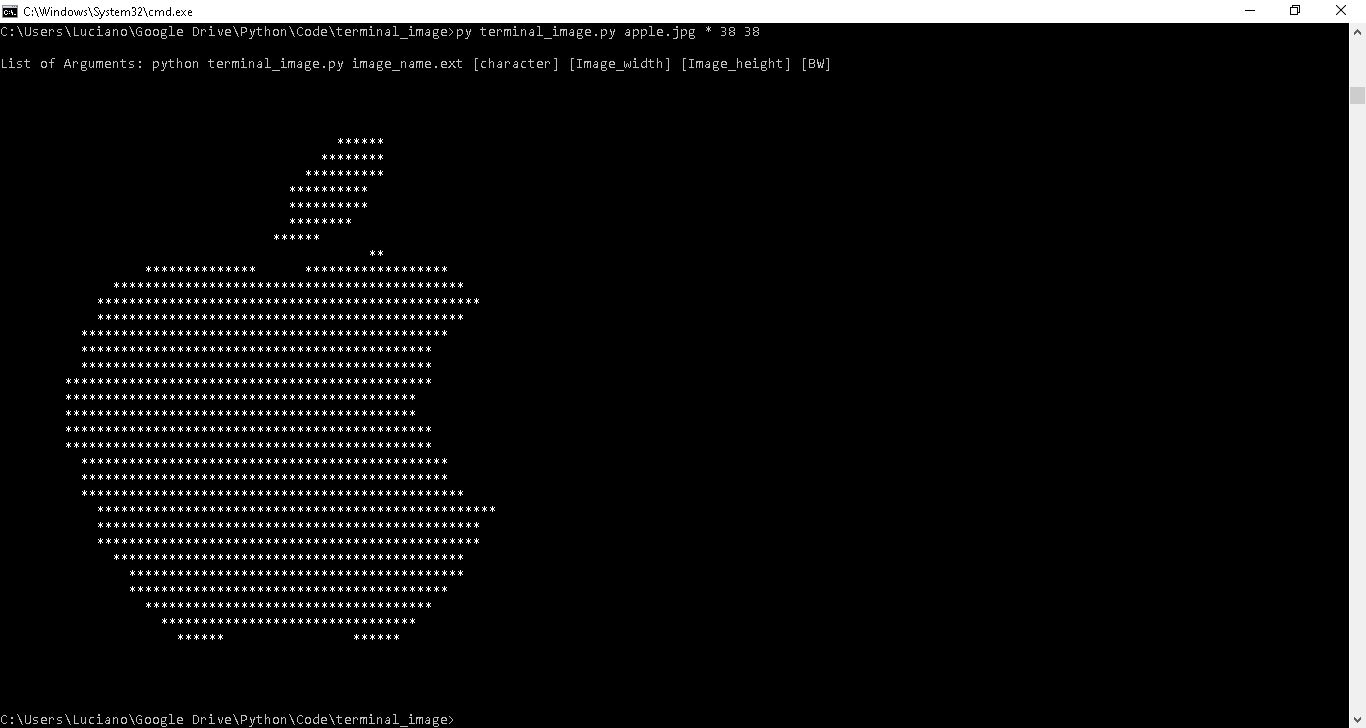 C:\Windows\System32\cmd.exe
C:\Users\Luciano\Google Drive\Python\Code\terminal_image>py terminal_image.py apple.jpg * 38 38
List of Arguments: python terminal_image.py image_name.ext [character] [Image_width] [Image_height] [BW]
C:\Users\Luciano\Google Drive\Python\Code\terminal_image>